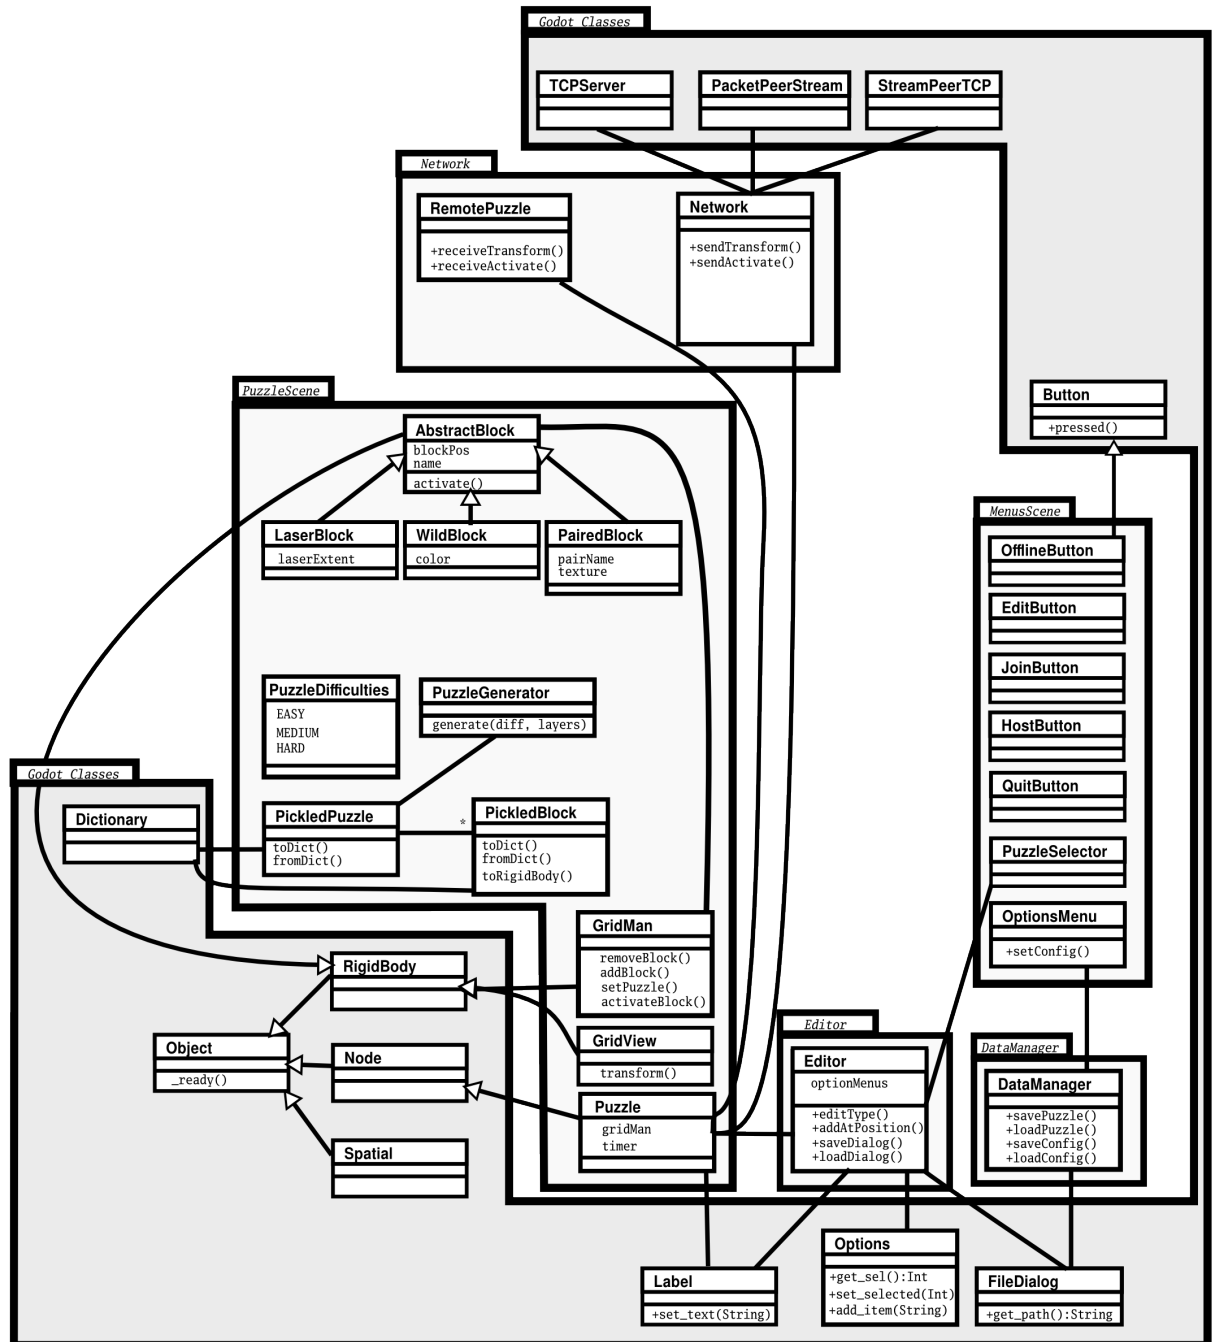 Godot Classes
TCPServer
PacketPeerStream
StreamPeerTCP
Network
RemotePuzzle
+receiveTransform()
+receiveActivate()
Network
+sendTransform()
+sendActivate()
PuzzleScene
AbstractBlock
blockPos
name
activate()
Button
+pressed()
LaserBlock
laserExtent
WildBlock
color
PairedBlock
pairName
texture
MenusScene
OfflineButton
EditButton
JoinButton
HostButton
QuitButton
PuzzleSelector
OptionsMenu
+setConfig()
PuzzleDifficulties
EASY
MEDIUM
HARD
PuzzleGenerator
generate(diff, layers)
Godot Classes
Dictionary
PickledPuzzle
toDict()
fromDict()
*
PickledBlock
toDict()
fromDict()
toRigidBody()
GridMan
removeBlock()
addBlock()
setPuzzle()
activateBlock()
RigidBody
Object
_ready()
Node
Spatial
GridView
transform()
Puzzle
gridMan
timer
Editor
Editor
optionMenus
+editType()
+addAtPosition()
+saveDialog()
+loadDialog()
DataManager
DataManager
+savePuzzle()
+loadPuzzle()
+saveConfig()
+loadConfig()
Label
+set_text(String)
Options
+get_sel():Int
+set_selected(Int)
+add_item(String)
FileDialog
+get_path():String